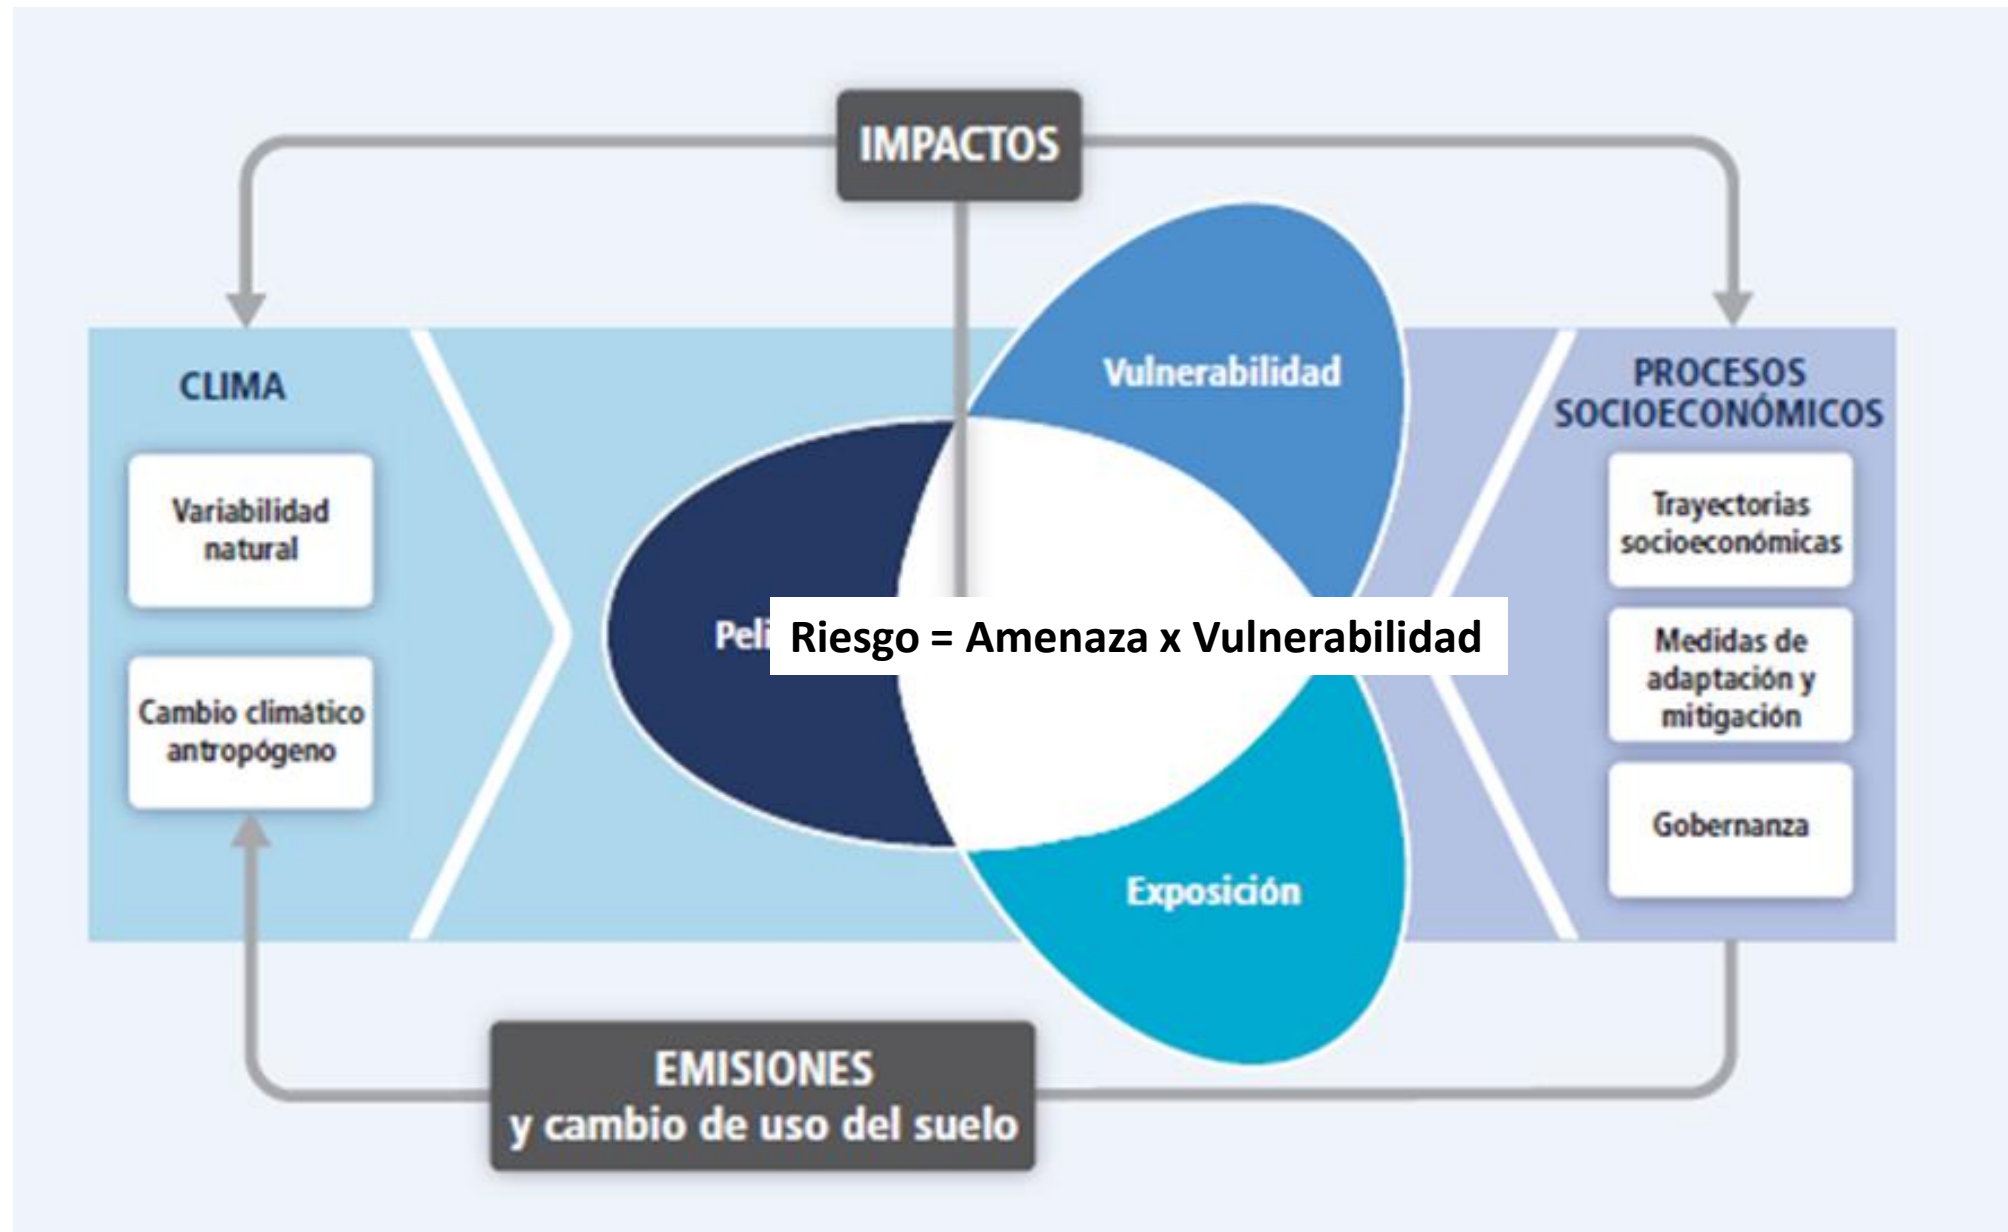 IMPACTOS
CLIMA
Variabilidad
natural
Cambio climático
antropógeno
Vulnerabilidad
Riesgo = Amenaza x Vulnerabilidad
Exposición
PROCESOS
SOCIOECONÓMICOS
Trayectorias
socioeconómicas
Medidas de
adaptación y
mitigación
Gobernanza
EMISIONES
y cambio de uso del suelo